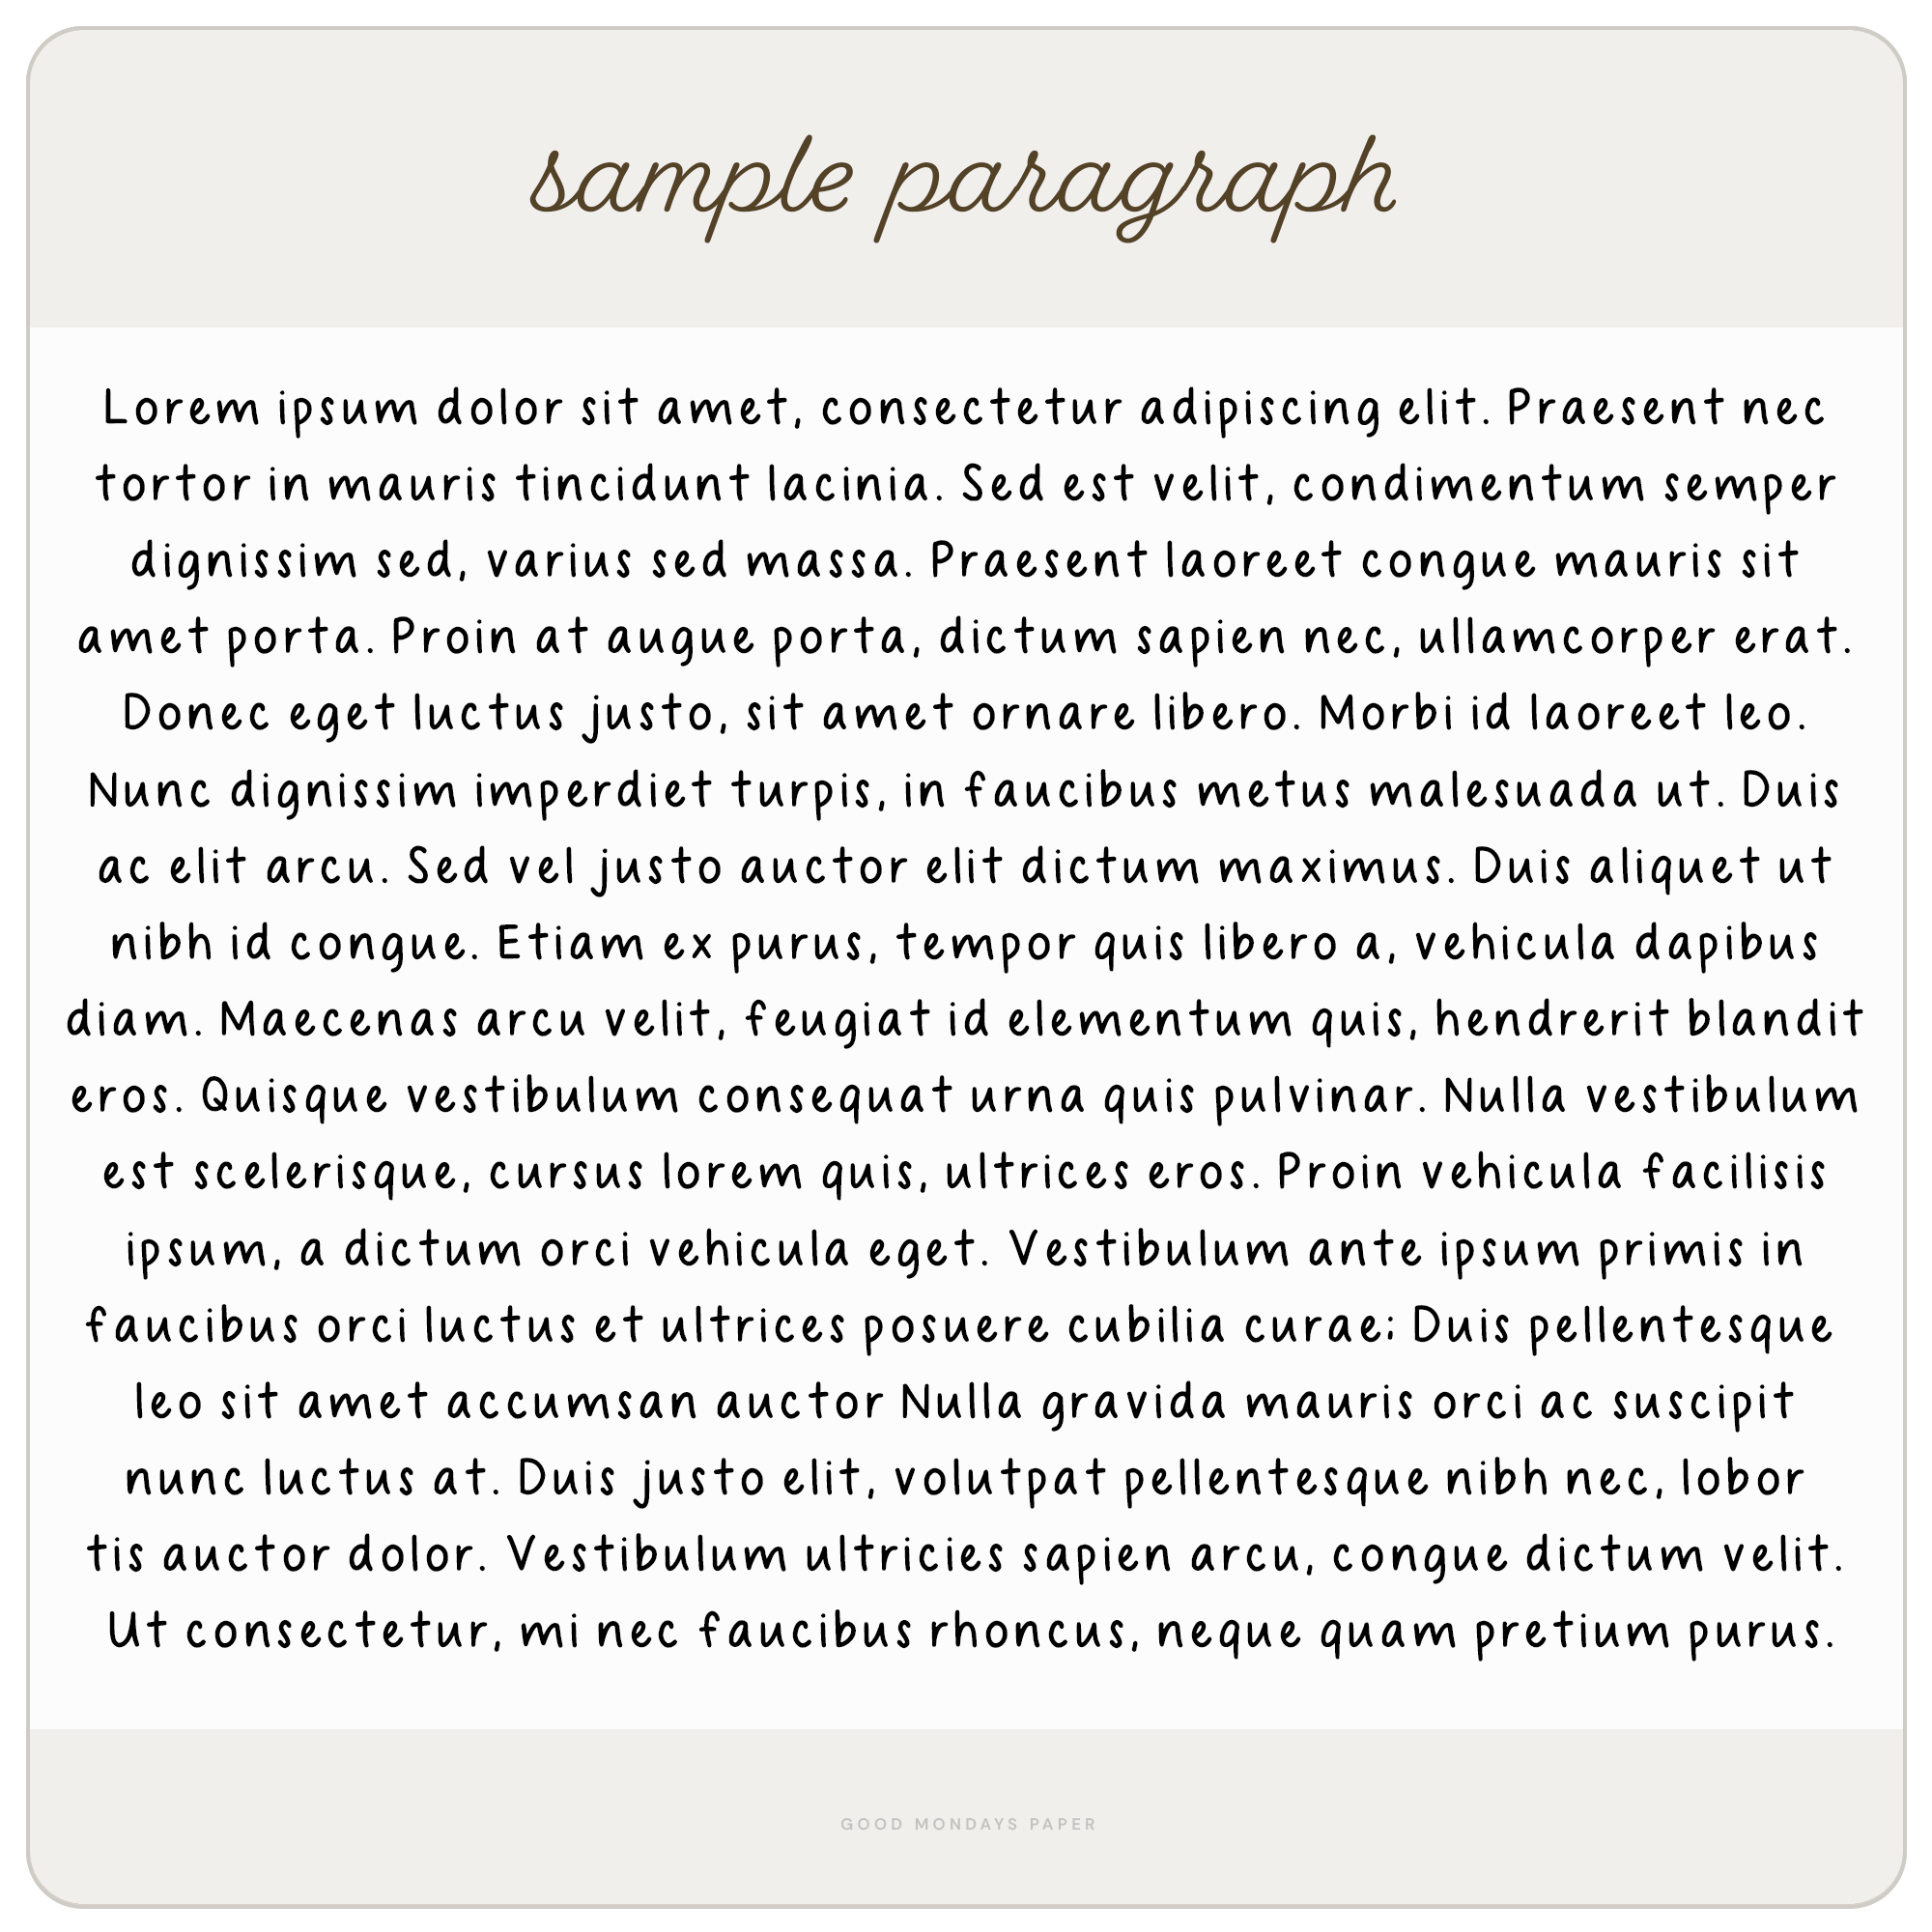 sample paragraph
Lorem ipsum dolor sit amet, consectetur adipiscing elit. Praesent nec
tortor in mauris tincidunt lacinia. Sed est velit, condimentum semper
dignissim sed, varius sed massa. Praesent laoreet congue mauris sit
amet porta. Proin at augue porta, dictum sapien nec, ullamcorper erat.
Donec eget luctus justo, sit amet ornare libero. Morbi id laoreet leo.
Nunc dignissim imperdiet turpis, in faucibus metus malesuada ut. Duis
ac elit arcu. Sed vel justo auctor elit dictum maximus. Duis aliquet ut
nibh id congue. Etiam ex purus, tempor quis libero a, vehicula dapibus
diam. Maecenas arcu velit, feugiat id elementum quis, hendrerit blandit
eros. Quisque vestibulum consequat urna quis pulvinar. Nulla vestibulum
est scelerisque, cursus lorem quis, ultrices eros. Proin vehicula facilisis
ipsum, a dictum orci vehicula eget. Vestibulum ante ipsum primis in
faucibus orci luctus et ultrices posuere cubilia curae; Duis pellentesque
leo sit amet accumsan auctor Nulla gravida mauris orci ac suscipit
nunc luctus at. Duis justo elit, volutpat pellentesque nibh nec, lobor
tis auctor dolor. Vestibulum ultricies sapien arcu, congue dictum velit.
Ut consectetur, mi nec faucibus rhoncus, neque quam pretium purus.
GOOD MONDAYS PAPER